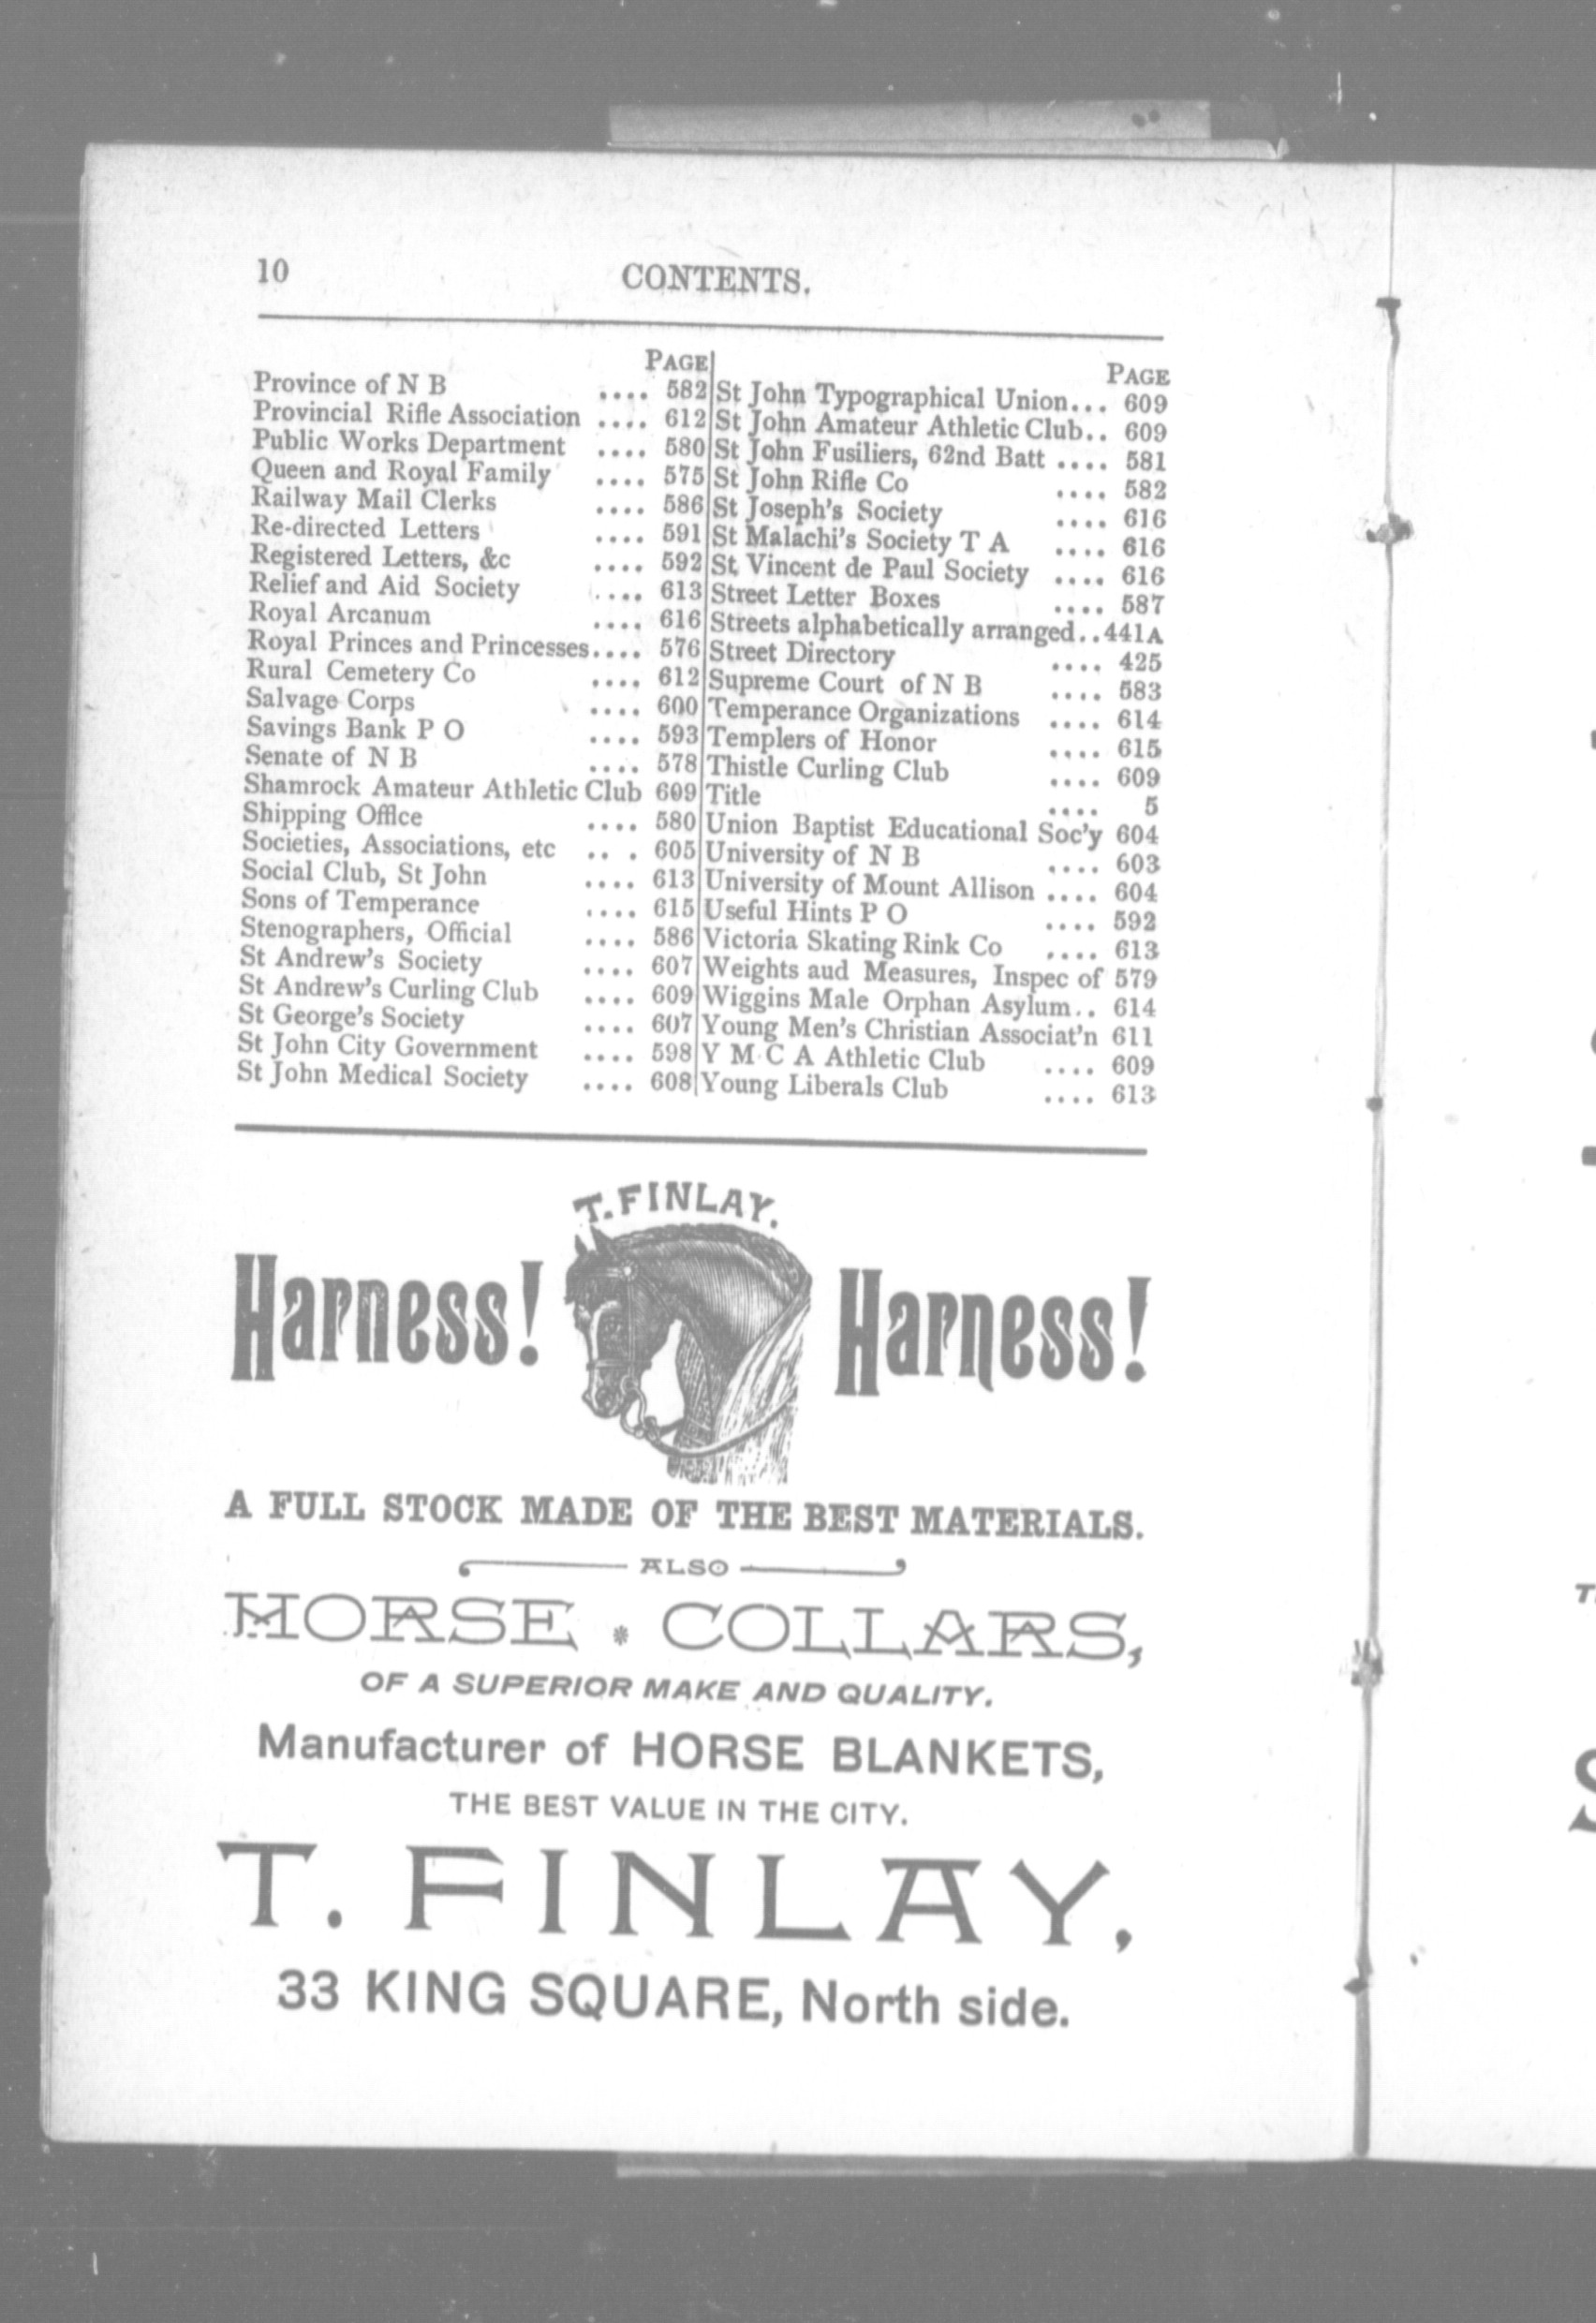 10
CONTENTS.
PAGE
Province of N B .... 582
Provincial Rifle Association .... 612
Public Works Department .... 580
Queen and Royal Family .... 575
Railway Mail Clerks .... 586
Re-directed Letters .... 591
Registered Letters, &c .... 592
Relief and Aid Society .... 613
Royal Arcanum .... 616
Royal Princes and Princesses.... 576
Rural Cemetery Co .... 612
Salvage Corps .... 600
Savings Bank P O .... 593
Senate of N B .... 578
Shamrock Amateur Athletic Club 609
Shipping Office .... 580
Societies, Associations, etc .. . 605
Social Club, St John .... 613
Sons of Temperance .... 615
Stenographers, Official .... 586
St Andrew's Society .... 607
St Andrew's Curling Club .... 609
St George's Society .... 607
St John City Government .... 598
St John Medical Society .... 608
PAGE
St John Typographical Union... 609
St John Amateur Athletic Club.. 609
St John Fusiliers, 62nd Batt .... 581
St John Rifle Co .... 582
St Joseph's Society .... 616
St Malachi's Society T A .... 616
St. Vincent de Paul Society .... 616
Street Letter Boxes .... 587
Streets alphabetically arranged..441A
Street Directory .... 425
Supreme Court of N B .... 583
Temperance Organizations .... 614
Templers of Honor .... 615
Thistle Curling Club .... 609
Title .... 5
Union Baptist Educational Soc'y 604
University of N B .... 603
University of Mount Allison .... 604
Useful Hints P O .... 592
Victoria Skating Rink Co .... 613
Weights aud Measures, Inspec of 579
Wiggins Male Orphan Asylum.. 614
Young Men's Christian Associat'n 611
Y M C A Athletic Club .... 609
Young Liberals Club .... 613
T. FINLAY.
Harness! Harness!
A FULL STOCK MADE OF THE BEST MATERIALS.
ALSO
HORSE * COLLARS,
OF A SUPERIOR MAKE AND QUALITY.
Manufacturer of HORSE BLANKETS,
THE BEST VALUE IN THE CITY.
T. FINLAY,
33 KING SQUARE, North side.